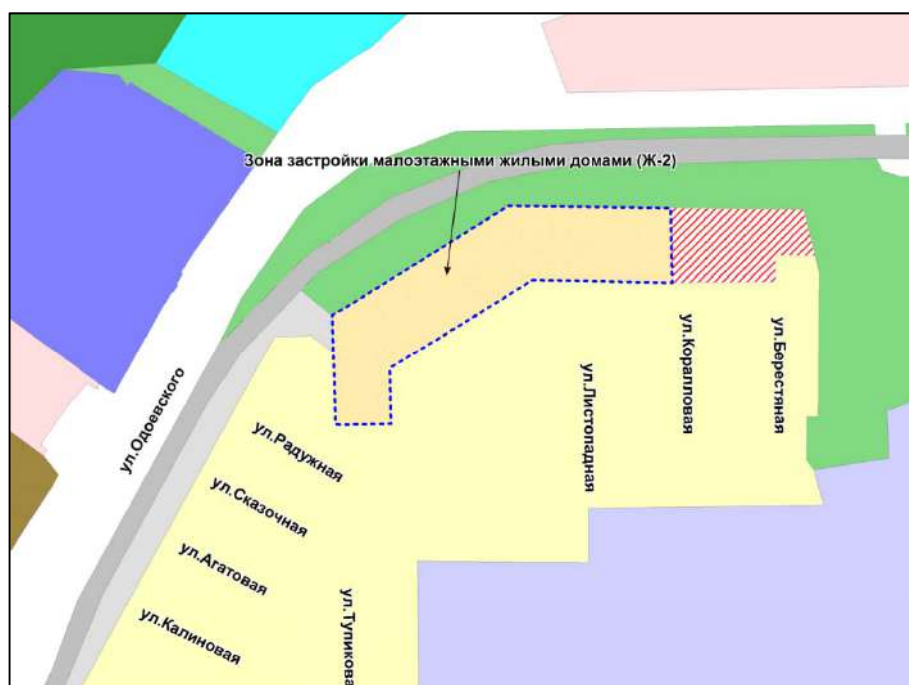 Зона застройки малоэтажными жилыми домами (Ж-2)
ул.Одоевского
ул.Радужная
ул.Сказочная
ул.Агатовая
ул.Калиновая
ул.Тупикова
ул.Листопадная
ул.Коралловая
ул.Берестяная